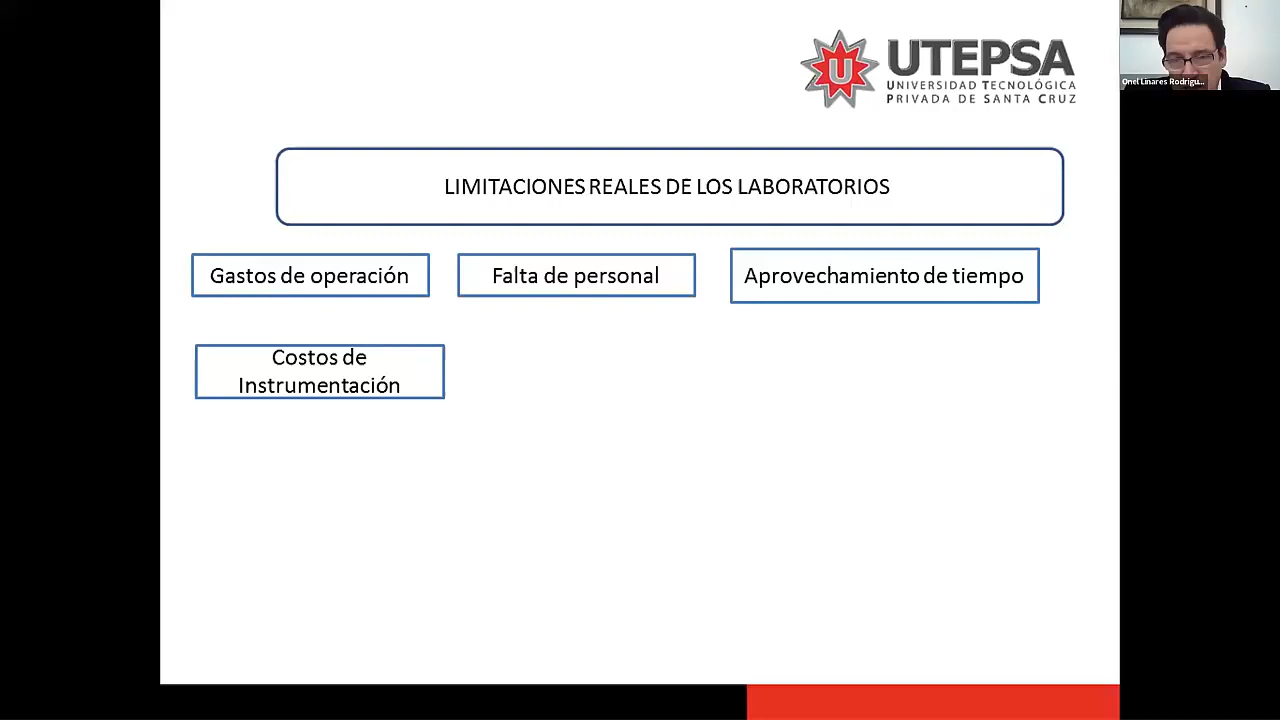 UTEPSA
UNIVERSIDAD TECNOLÓGICA
PRIVADA DE SANTA CRUZ
Onel Linares Rodrigu...
LIMITACIONES REALES DE LOS LABORATORIOS
Gastos de operación
Falta de personal
Aprovechamiento de tiempo
Costos de
Instrumentación